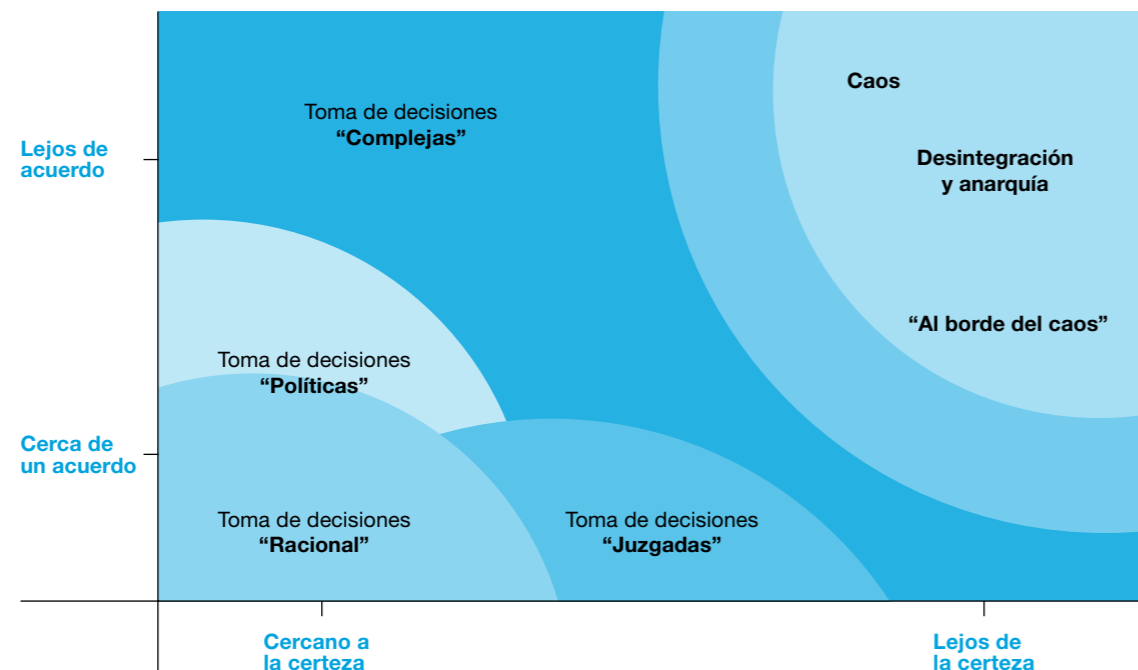 Caos
Toma de decisiones
“Complejas”
Lejos de
acuerdo
Desintegración
y anarquía
“Al borde del caos”
Toma de decisiones
“Políticas”
Cerca de
un acuerdo
Toma de decisiones
“Racional”
Toma de decisiones
“Juzgadas”
Cercano a
la certeza
Lejos de
la certeza